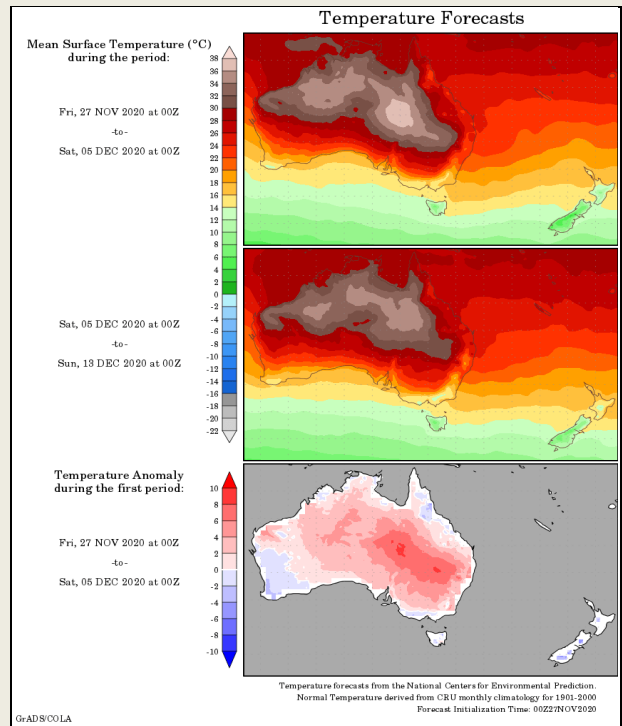 Temperature Forecasts
Mean Surface Temperature (°C)
during the period:
Fri, 27 NOV 2020 at 00Z
-to-
Sat, 05 DEC 2020 at 00Z
38
36
34
32
30
28
26
24
22
20
18
16
14
12
10
8
6
4
2
0
-2
-4
-6
-8
-10
-12
-14
-16
-18
-20
-22
Sat, 05 DEC 2020 at 00Z
-to-
Sun, 13 DEC 2020 at 00Z
Temperature Anomaly
during the first period:
Fri, 27 NOV 2020 at 00Z
-to-
Sat, 05 DEC 2020 at 00Z
10
8
6
4
2
0
-2
-4
-6
-8
-10
Temperature forecasts from the National Centers for Environmental Prediction.
Normal Temperature derived from CRU monthly climatology for 1901-2000
Forecast Initialization Time: 00Z27NOV2020
GrADS/COLA